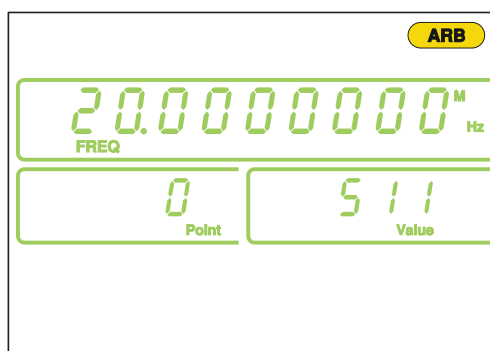 ARB
20.0000000 M
Hz
FREQ
0 511
Point Value